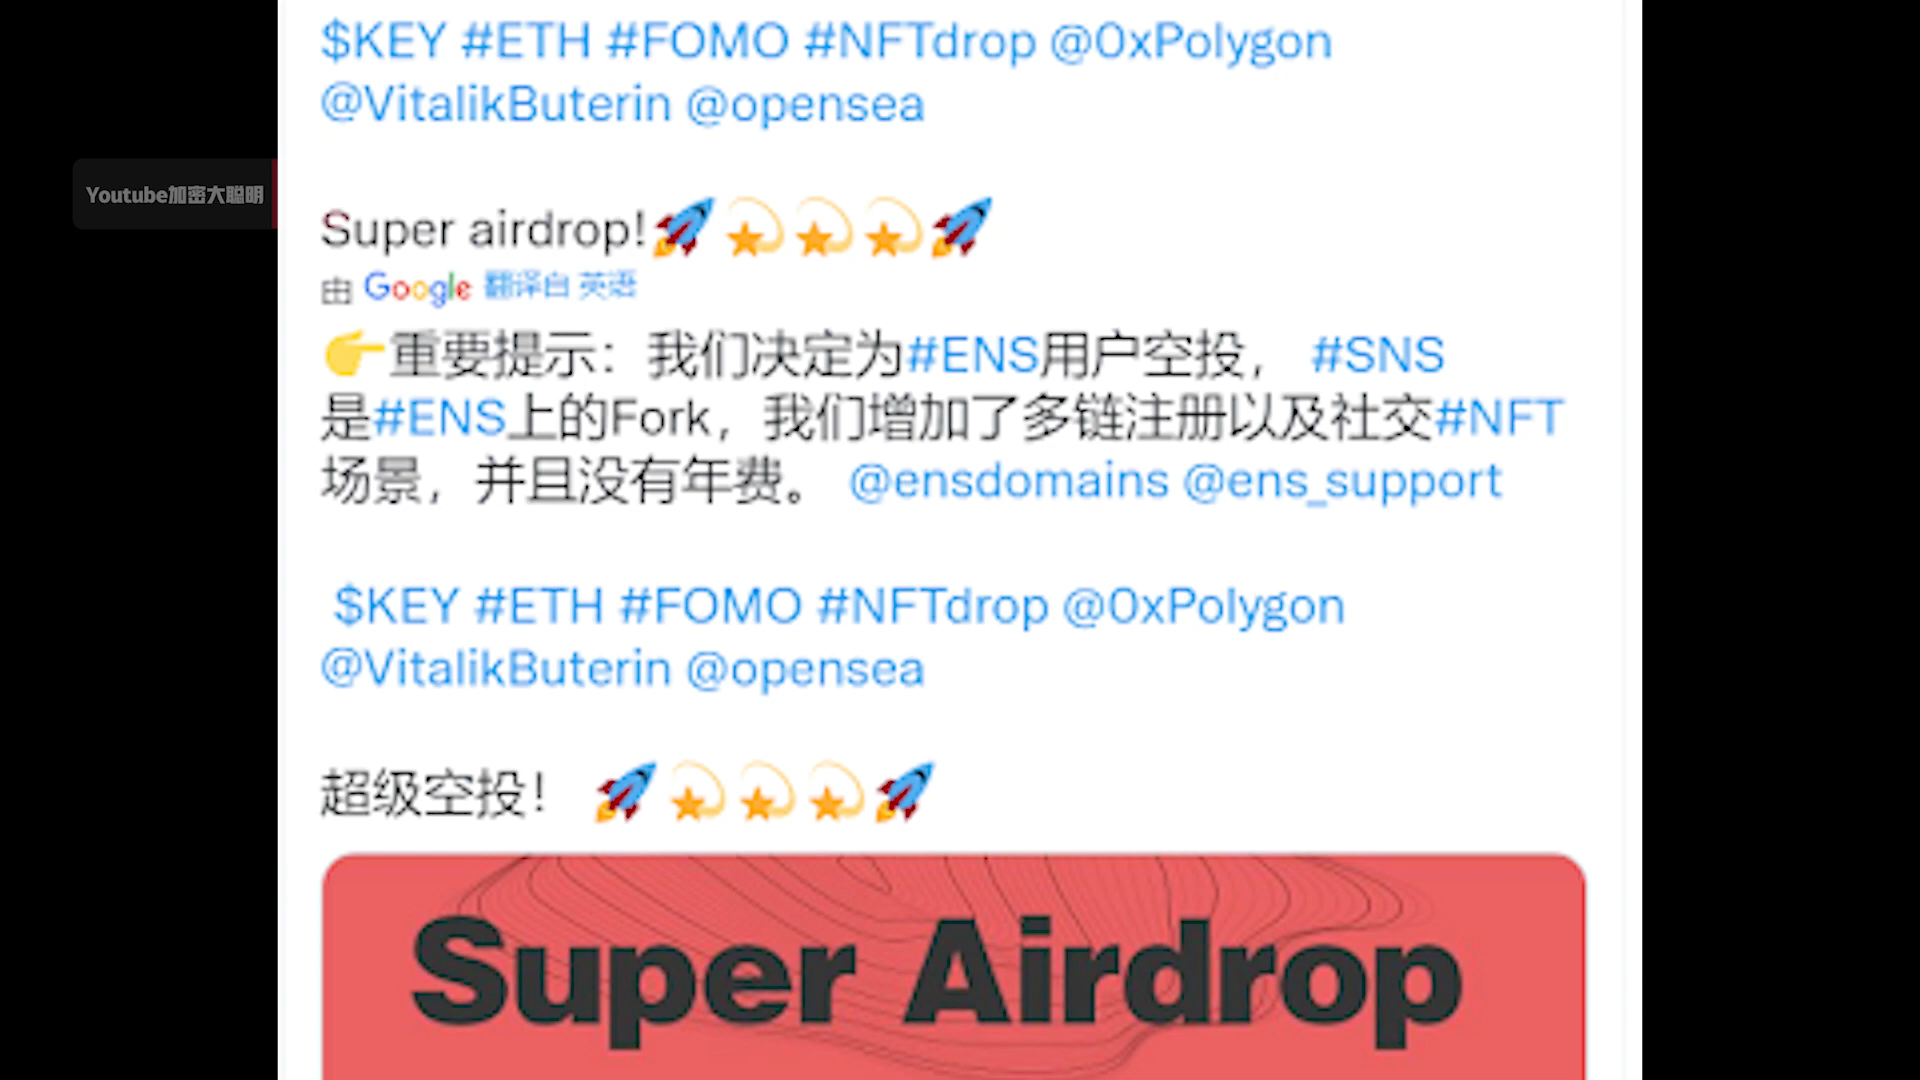 $KEY #ETH #FOMO #NFTdrop @0xPolygon
@VitalikButerin @opensea
Youtube加密大聪明
Super airdrop!🚀💫💫💫🚀
由 Google 翻译自 英语
👉重要提示：我们决定为#ENS用户空投， #SNS
是#ENS上的Fork，我们增加了多链注册以及社交#NFT
场景，并且没有年费。 @ensdomains @ens_support
$KEY #ETH #FOMO #NFTdrop @0xPolygon
@VitalikButerin @opensea
超级空投！ 🚀💫💫💫🚀
Super Airdrop